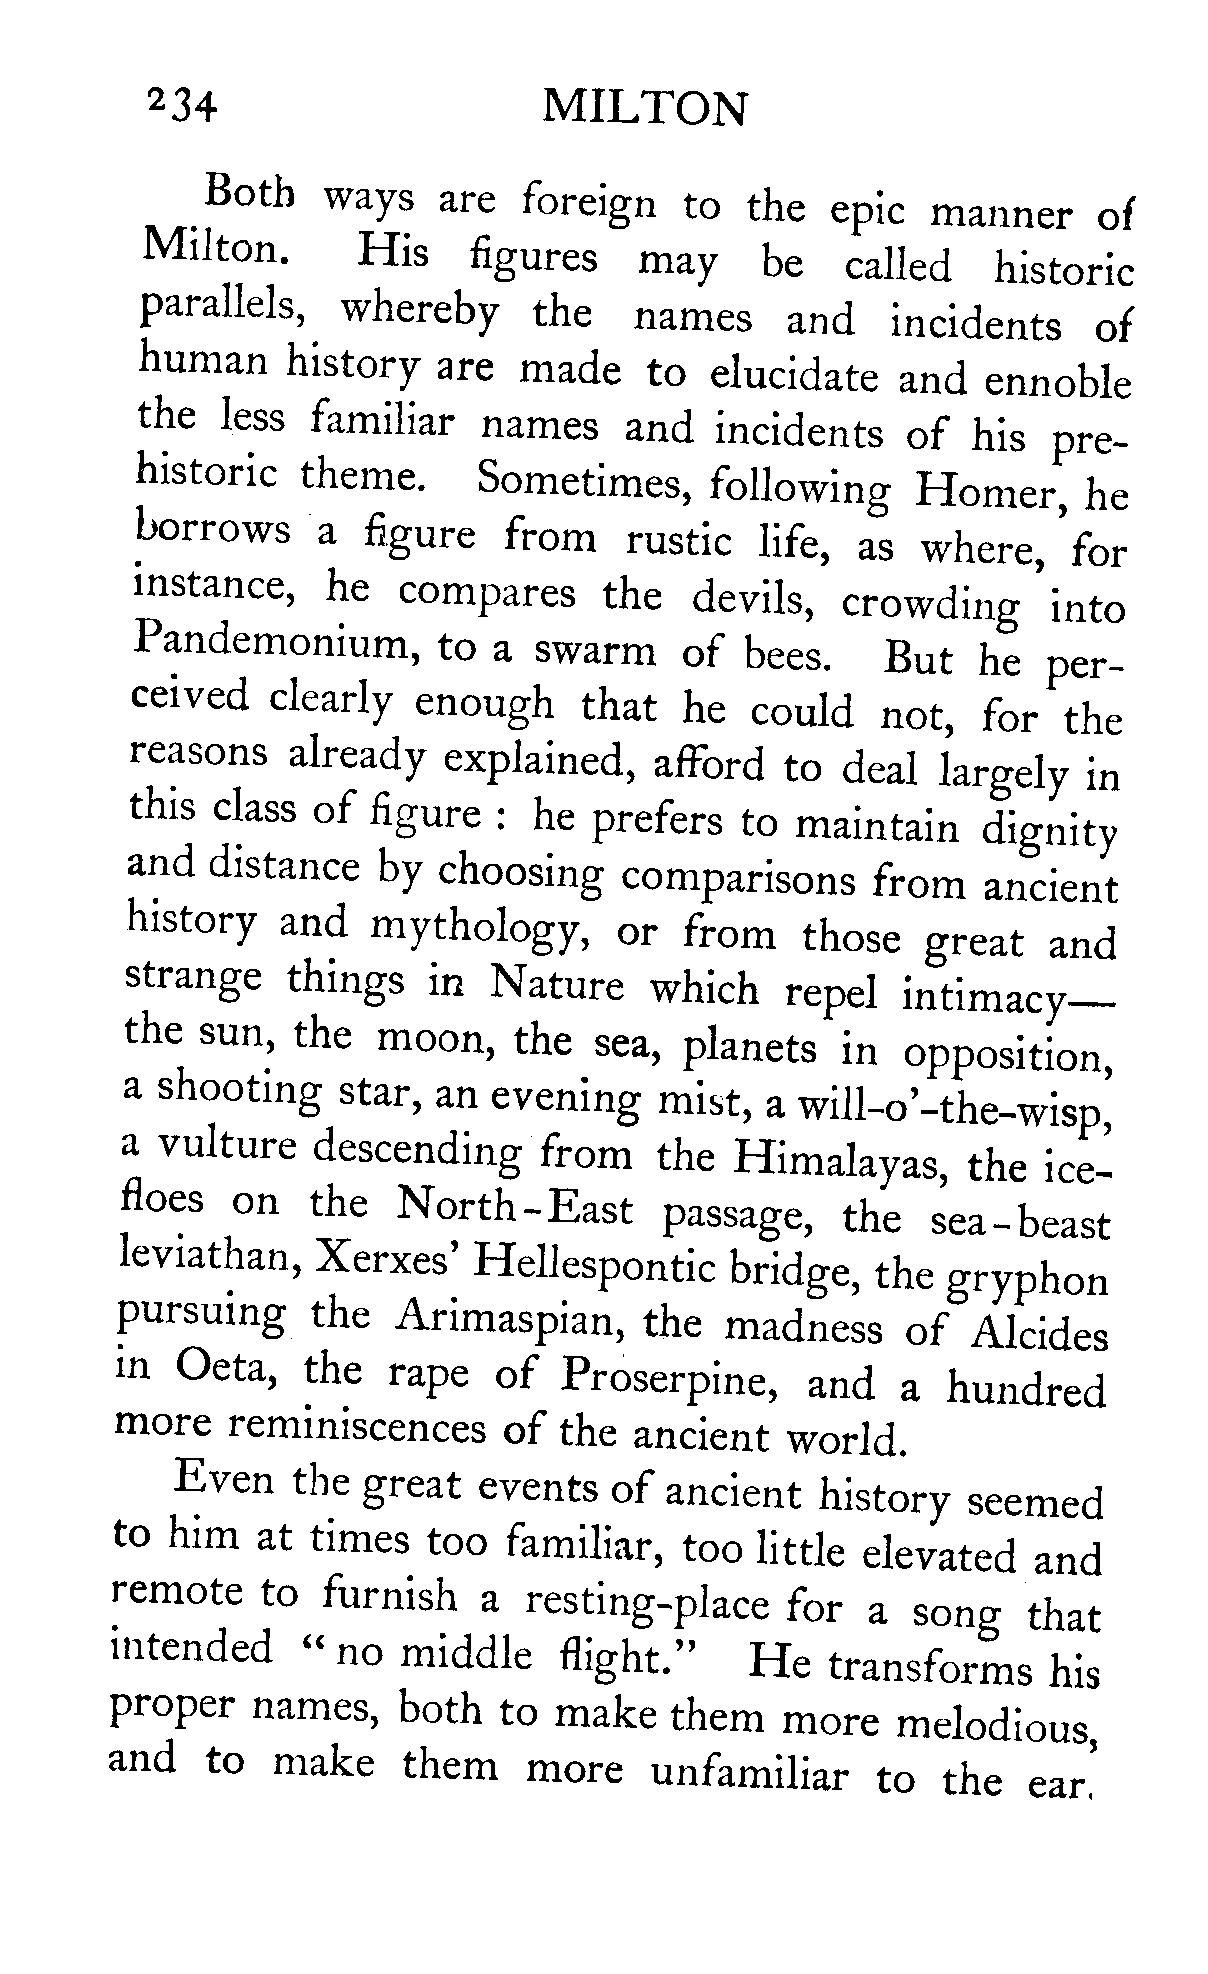 234 MILTON
Both ways are foreign to the epic manner of
Milton. His figures may be called historic
parallels, whereby the names and incidents of
human history are made to elucidate and ennoble
the less familiar names and incidents of his pre-
historic theme. Sometimes, following Homer, he
borrows a figure from rustic life, as where, for
instance, he compares the devils, crowding into
Pandemonium, to a swarm of bees. But he per-
ceived clearly enough that he could not, for the
reasons already explained, afford to deal largely in
this class of figure : he prefers to maintain dignity
and distance by choosing comparisons from ancient
history and mythology, or from those great and
strange things in Nature which repel intimacy—
the sun, the moon, the sea, planets in opposition,
a shooting star, an evening mist, a will-o'-the-wisp,
a vulture descending from the Himalayas, the ice-
floes on the North-East passage, the sea-beast
leviathan, Xerxes' Hellespontic bridge, the gryphon
pursuing the Arimaspian, the madness of Alcides
in Oeta, the rape of Proserpine, and a hundred
more reminiscences of the ancient world.
Even the great events of ancient history seemed
to him at times too familiar, too little elevated and
remote to furnish a resting-place for a song that
intended “ no middle flight.” He transforms his
proper names, both to make them more melodious,
and to make them more unfamiliar to the ear.